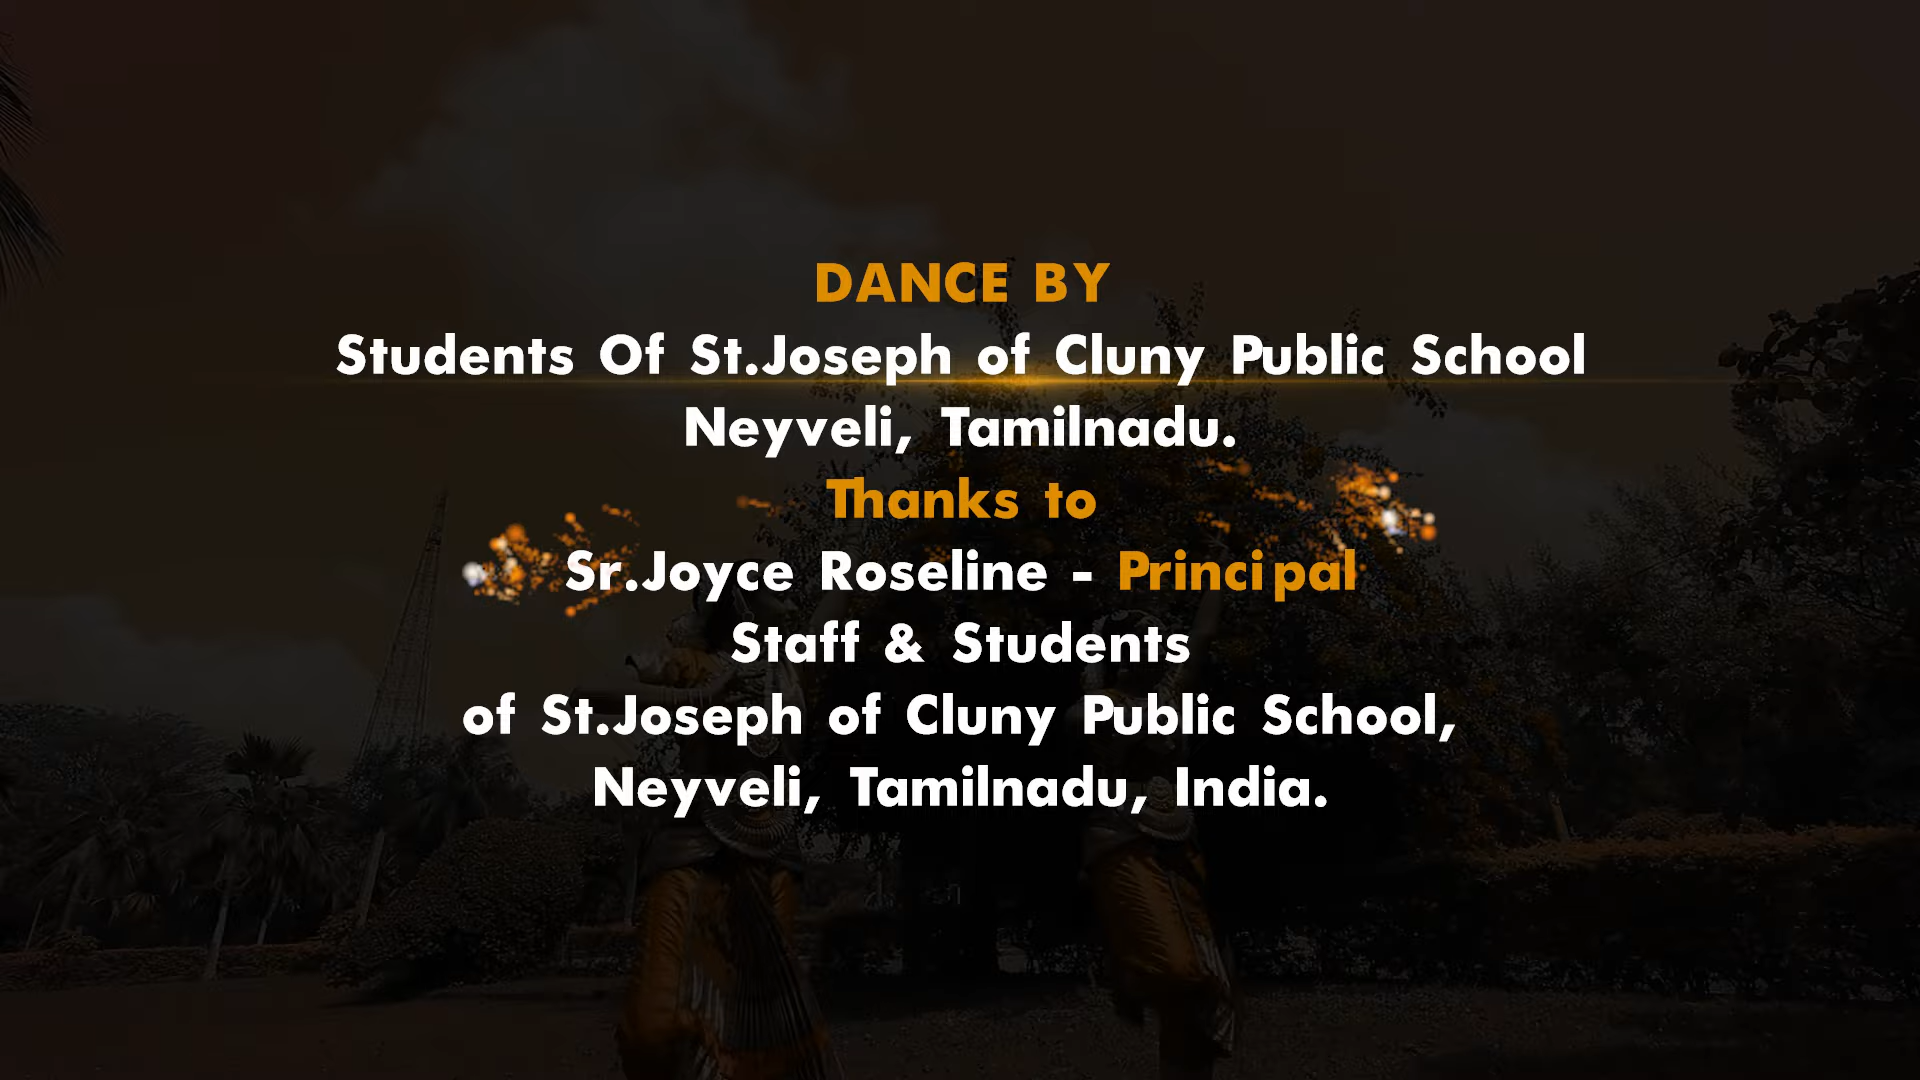 DANCE BY
Students Of St.Joseph of Cluny Public School
Neyveli, Tamilnadu.
Thanks to
Sr.Joyce Roseline - Principal
Staff & Students
of St.Joseph of Cluny Public School,
Neyveli, Tamilnadu, India.